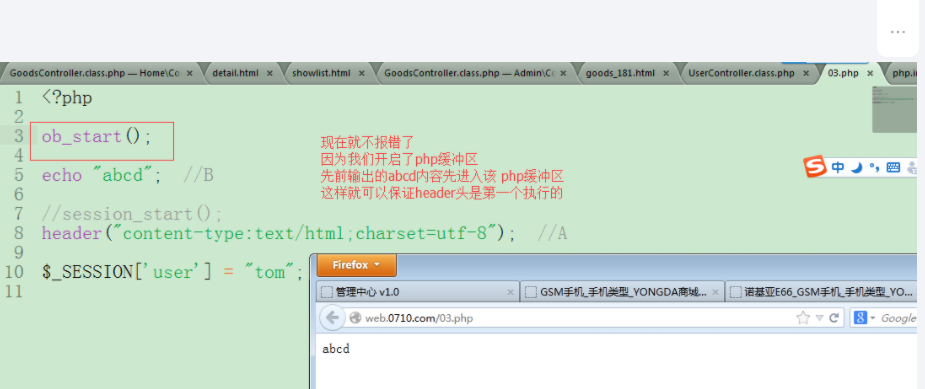 ...
GoodsController.class.php — Home\Co
detail.html
showlist.html
GoodsController.class.php — Admin\C
goods_181.html
UserController.class.php
03.php
php.in
1 <?php
2
3 ob_start();
4
5 echo "abcd"; //B
6
7 //session_start();
8 header("content-type:text/html;charset=utf-8"); //A
9
10 $_SESSION['user'] = "tom";
11
现在就不报错了
因为我们开启了php缓冲区
先前输出的abcd内容先进入该 php缓冲区
这样就可以保证header头是第一个执行的
S 中
Firefox
管理中心 v1.0
GSM手机_手机类型_YONGDA商城...
诺基亚E66_GSM手机_手机类型_YO...
web.0710.com/03.php
8 Google
abcd